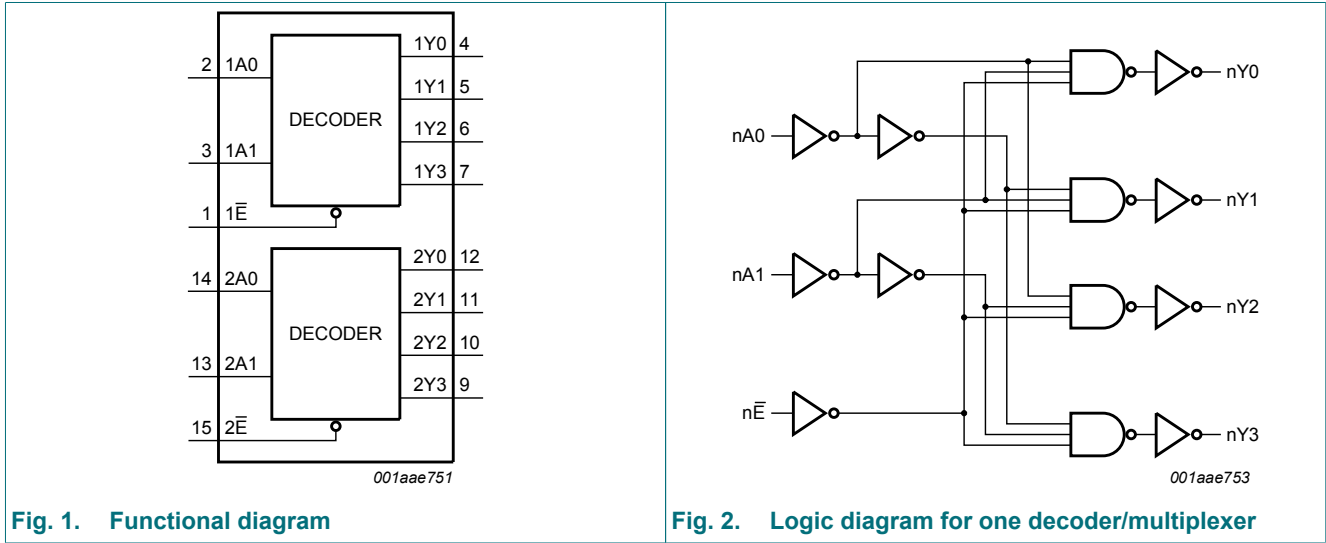 1Y0 4
2 1A0
1Y1 5
DECODER
1Y2 6
3 1A1
1Y3 7
1 1E̅
2Y0 12
14 2A0
2Y1 11
DECODER
2Y2 10
13 2A1
2Y3 9
15 2E̅
001aae751
Fig. 1. Functional diagram
nY0
nA0
nY1
nA1
nY2
nE̅
nY3
001aae753
Fig. 2. Logic diagram for one decoder/multiplexer